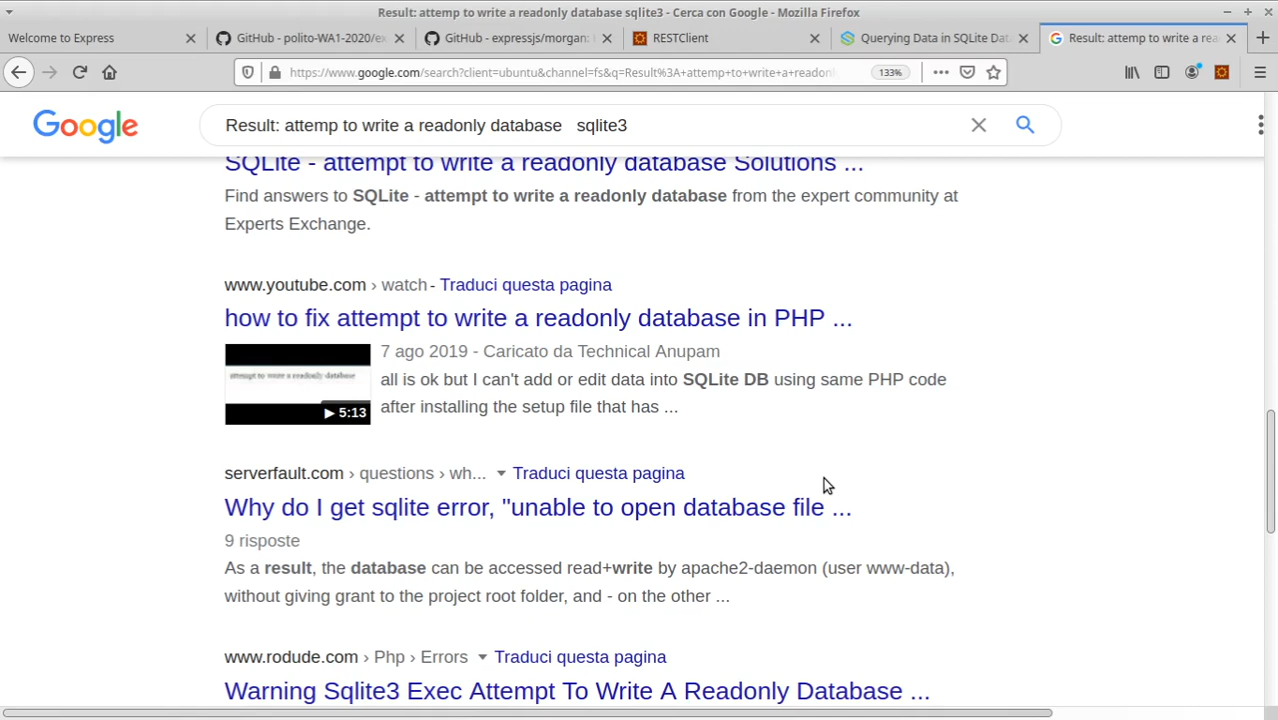 Result: attemp to write a readonly database sqlite3 - Cerca con Google - Mozilla Firefox
Welcome to Express
GitHub - polito-WA1-2020/ex
GitHub - expressjs/morgan:
RESTClient
Querying Data in SQLite Dat
Result: attemp to write a rea
https://www.google.com/search?client=ubuntu&channel=fs&q=Result%3A+attemp+to+write+a+readon
133%
Google
Result: attemp to write a readonly database sqlite3
SQLite - attempt to write a readonly database Solutions ...
Find answers to SQLite - attempt to write a readonly database from the expert community at
Experts Exchange.
www.youtube.com › watch - Traduci questa pagina
how to fix attempt to write a readonly database in PHP ...
attempt to write a readonly database
5:13
7 ago 2019 - Caricato da Technical Anupam
all is ok but I can't add or edit data into SQLite DB using same PHP code
after installing the setup file that has ...
serverfault.com › questions › wh... Traduci questa pagina
Why do I get sqlite error, "unable to open database file ...
9 risposte
As a result, the database can be accessed read+write by apache2-daemon (user www-data),
without giving grant to the project root folder, and - on the other ...
www.rodude.com › Php › Errors Traduci questa pagina
Warning Sqlite3 Exec Attempt To Write A Readonly Database ...